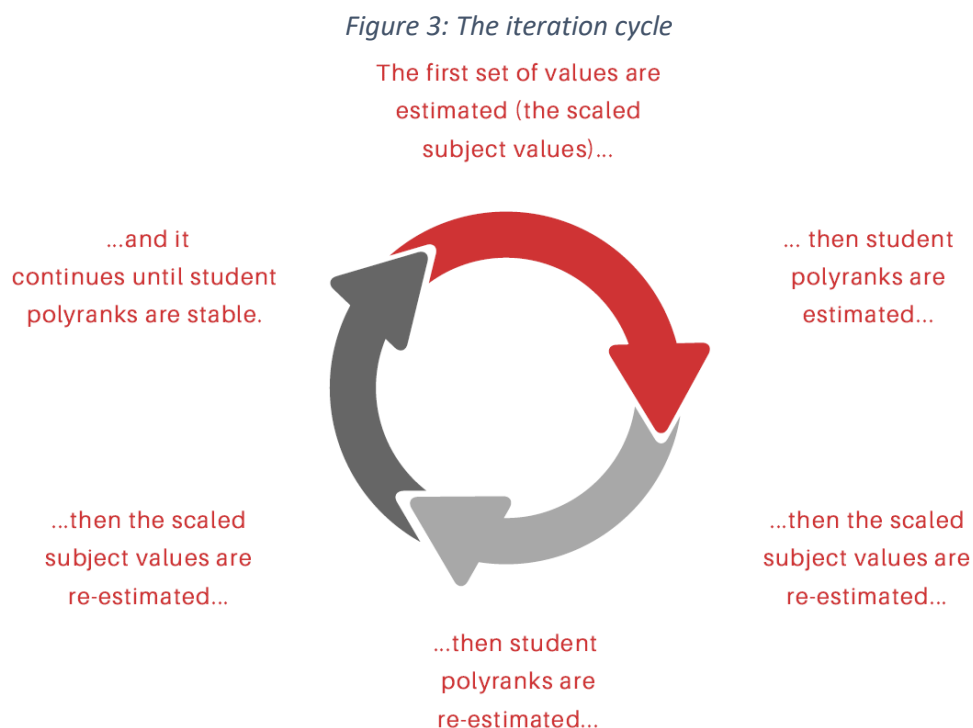 Figure 3: The iteration cycle
The first set of values are
estimated (the scaled
subject values)...
... then student
polyranks are
estimated...
...then the scaled
subject values are
re-estimated...
...then student
polyranks are
re-estimated...
...then the scaled
subject values are
re-estimated...
...and it
continues until student
polyranks are stable.